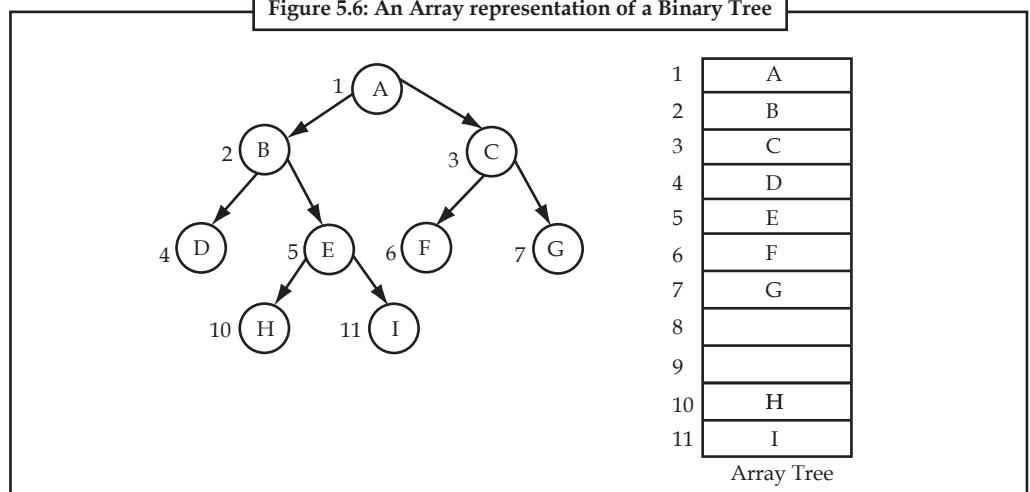 Figure 5.6: An Array representation of a Binary Tree
1 A
2 B
3 C
4 D
5 E
6 F
7 G
10 H
11 I
1 A
2 B
3 C
4 D
5 E
6 F
7 G
8
9
10 H
11 I
Array Tree